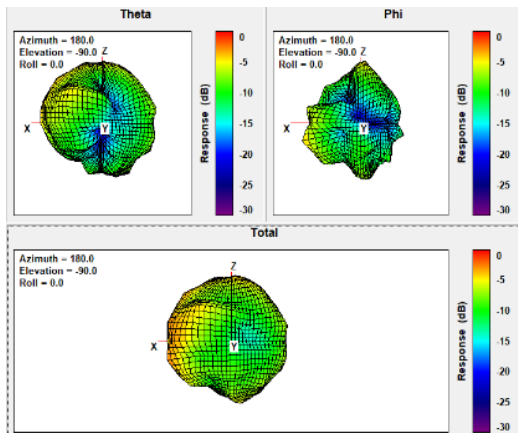 Theta
Azimuth = 180.0
Elevation = -90.0
Roll = 0.0
Z
X
Y
0
-5
-10
-15
-20
-25
-30
Response (dB)
Phi
Azimuth = 180.0
Elevation = -90.0
Roll = 0.0
Z
X
Y
0
-5
-10
-15
-20
-25
-30
Response (dB)
Total
Azimuth = 180.0
Elevation = -90.0
Roll = 0.0
Z
X
Y
0
-5
-10
-15
-20
-25
-30
Response (dB)